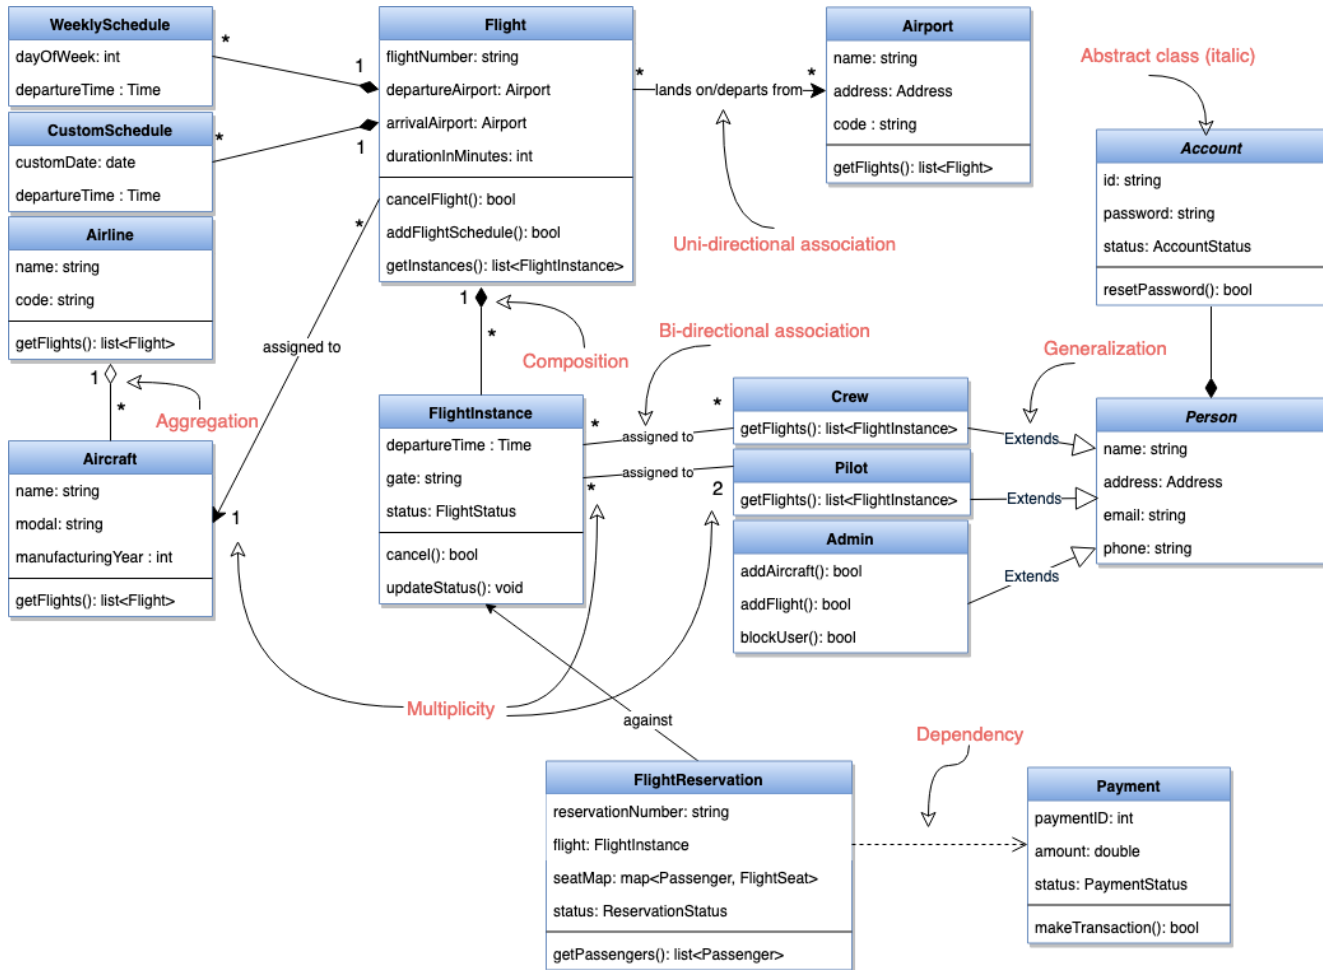 WeeklySchedule
dayOfWeek: int
departureTime : Time
*
1
CustomSchedule
customDate: date
departureTime : Time
*
1
Flight
flightNumber: string
departureAirport: Airport
arrivalAirport: Airport
durationInMinutes: int
cancelFlight(): bool
addFlightSchedule(): bool
getInstances(): list<FlightInstance>
*
lands on/departs from
*
Airport
name: string
address: Address
code : string
getFlights(): list<Flight>
Uni-directional association
Abstract class (italic)
Account
id: string
password: string
status: AccountStatus
resetPassword(): bool
Airline
name: string
code: string
getFlights(): list<Flight>
1
*
Aggregation
*
assigned to
1
Aircraft
name: string
modal: string
manufacturingYear : int
getFlights(): list<Flight>
1
*
Composition
Bi-directional association
Generalization
FlightInstance
departureTime : Time
gate: string
status: FlightStatus
cancel(): bool
updateStatus(): void
*
assigned to
*
*
assigned to
2
Crew
getFlights(): list<FlightInstance>
Pilot
getFlights(): list<FlightInstance>
Admin
addAircraft(): bool
addFlight(): bool
blockUser(): bool
Extends
Extends
Extends
Person
name: string
address: Address
email: string
phone: string
Multiplicity
against
Dependency
FlightReservation
reservationNumber: string
flight: FlightInstance
seatMap: map<Passenger, FlightSeat>
status: ReservationStatus
getPassengers(): list<Passenger>
Payment
paymentID: int
amount: double
status: PaymentStatus
makeTransaction(): bool